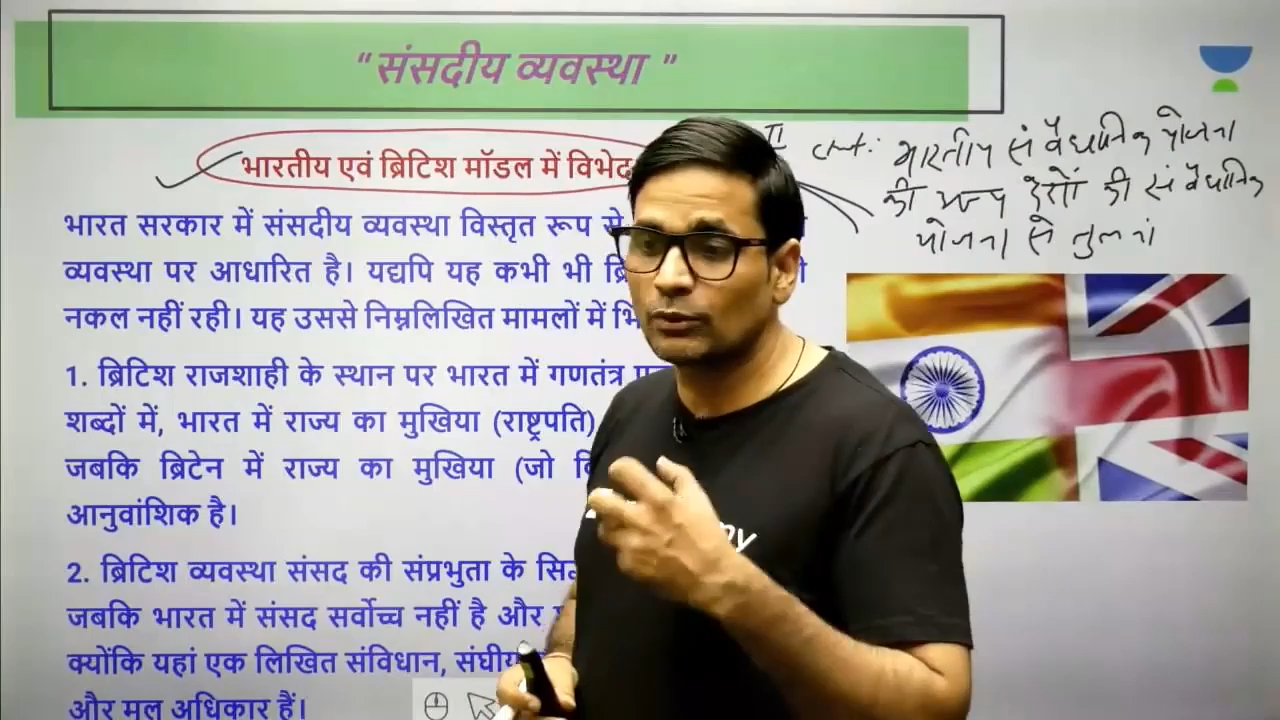 “संसदीय व्यवस्था ”
भारतीय एवं ब्रिटिश मॉडल में विभेद
भारत सरकार में संसदीय व्यवस्था विस्तृत रूप से
व्यवस्था पर आधारित है। यद्यपि यह कभी भी
नकल नहीं रही। यह उससे निम्नलिखित मामलों में
1. ब्रिटिश राजशाही के स्थान पर भारत में गणतंत्र
शब्दों में, भारत में राज्य का मुखिया (राष्ट्रपति)
जबकि ब्रिटेन में राज्य का मुखिया (जो
आनुवांशिक है।
2. ब्रिटिश व्यवस्था संसद की संप्रभुता के
जबकि भारत में संसद सर्वोच्च नहीं है और
क्योंकि यहां एक लिखित संविधान,
और मूल अधिकार हैं।
II
भारतीय संवैधानिक योजना
की अन्य देशों की संवैधानिक
योजना से तुलना
my